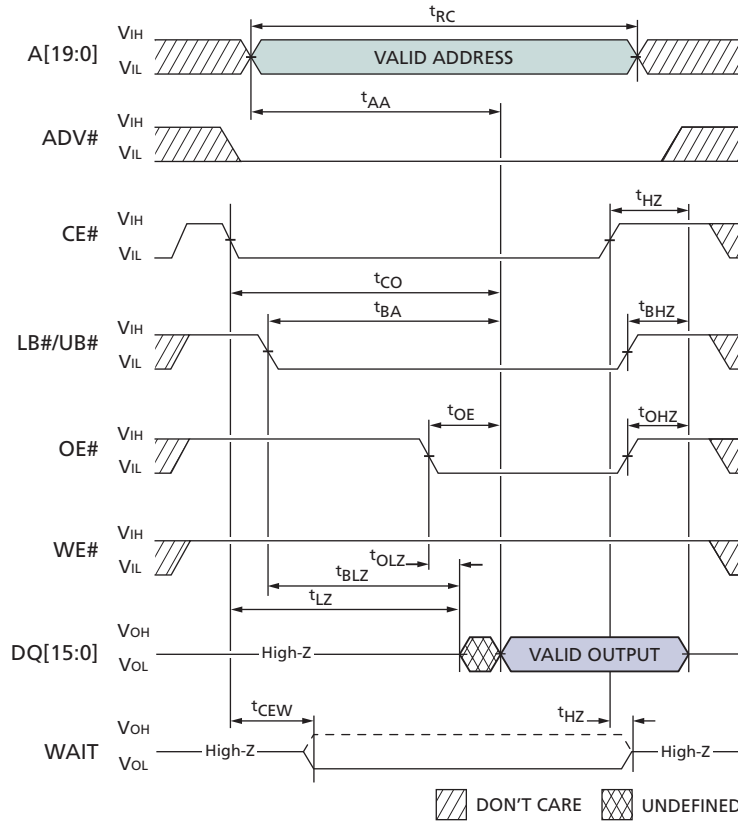 tRC
A[19:0] VIH VALID ADDRESS
VIL
tAA
ADV# VIH
VIL
tHZ
CE# VIH
VIL
tCO
tBA
tBHZ
LB#/UB# VIH
VIL
tOE
tOHZ
OE# VIH
VIL
WE# VIH
VIL
tOLZ
tBLZ
tLZ
DQ[15:0] VOH High-Z VALID OUTPUT
VOL
tCEW
tHZ
WAIT VOH High-Z High-Z
VOL
DON'T CARE UNDEFINED